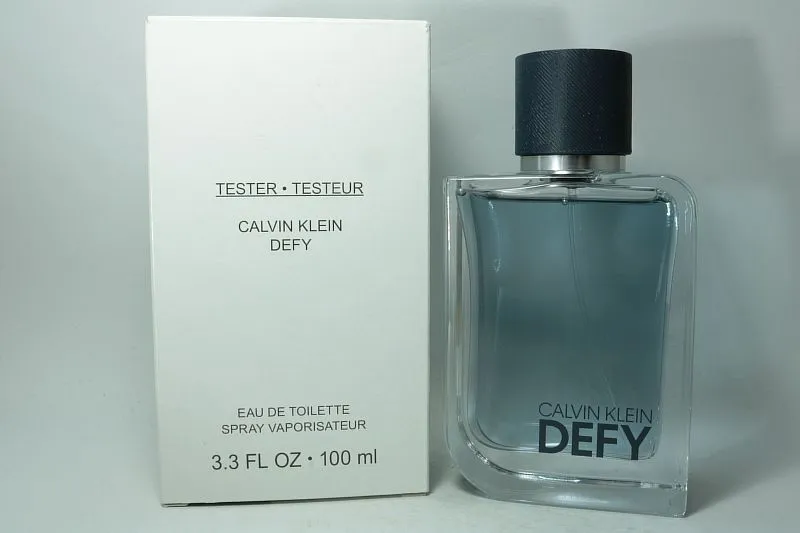 TESTER • TESTEUR
CALVIN KLEIN
DEFY
EAU DE TOILETTE
SPRAY VAPORISATEUR
3.3 FL OZ • 100 ml
CALVIN KLEIN
DEFY